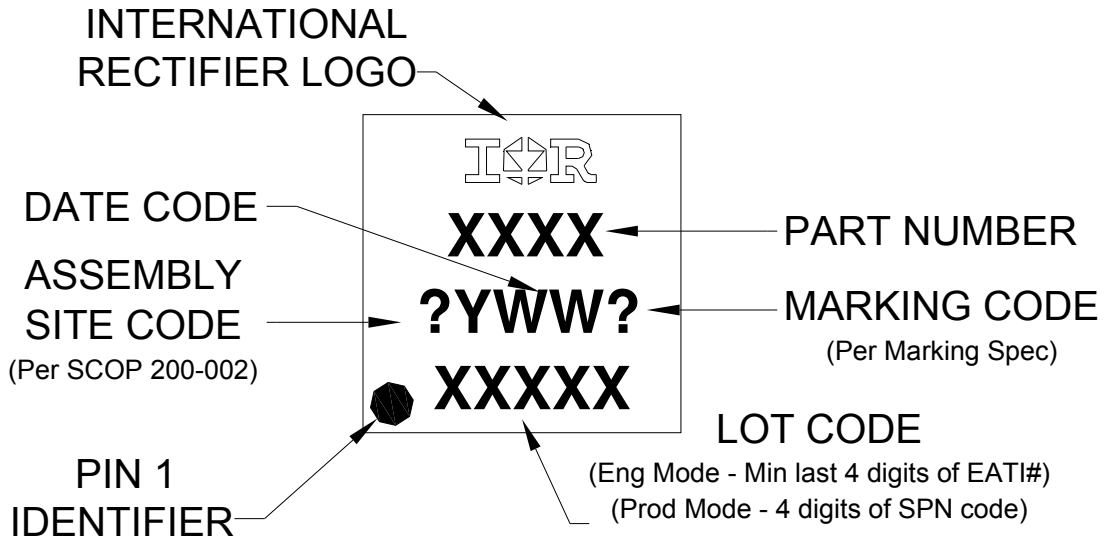 INTERNATIONAL
RECTIFIER LOGO
IOR
DATE CODE
XXXX
PART NUMBER
ASSEMBLY
SITE CODE
(Per SCOP 200-002)
?YWW?
MARKING CODE
(Per Marking Spec)
XXXXX
LOT CODE
(Eng Mode - Min last 4 digits of EATI#)
(Prod Mode - 4 digits of SPN code)
PIN 1
IDENTIFIER